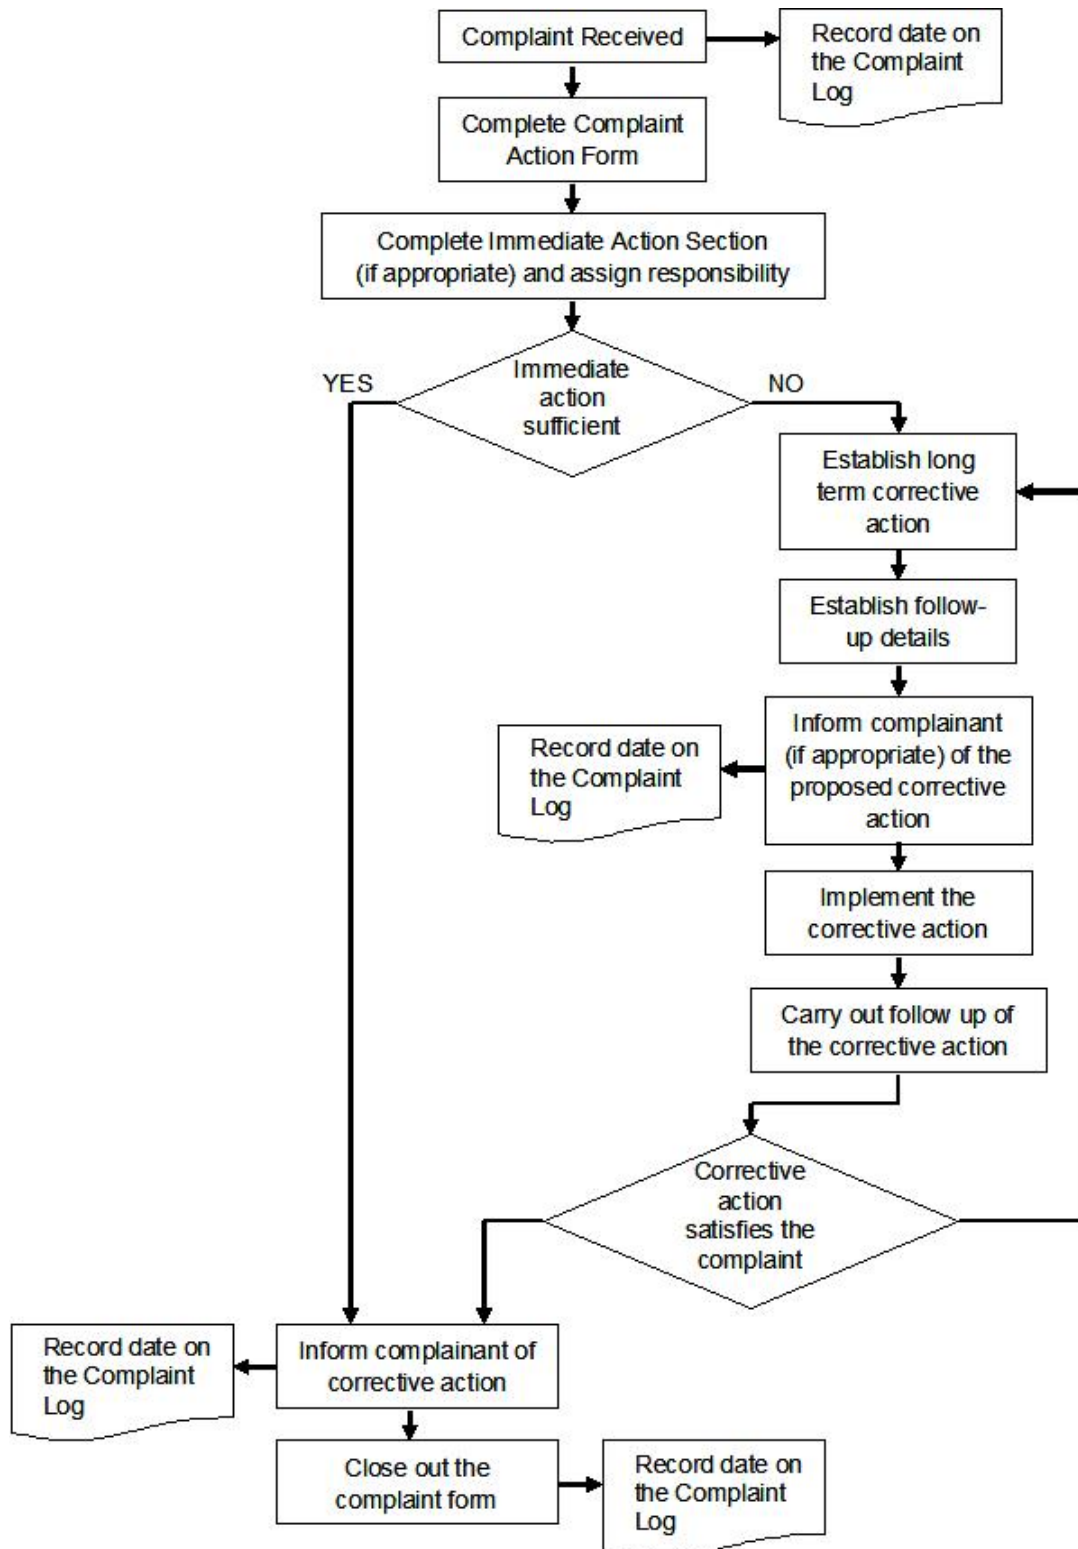 Complaint Received
Record date on
the Complaint
Log
Complete Complaint
Action Form
Complete Immediate Action Section
(if appropriate) and assign responsibility
Immediate
action
sufficient
YES
NO
Establish long
term corrective
action
Establish follow-
up details
Inform complainant
(if appropriate) of the
proposed corrective
action
Record date on
the Complaint
Log
Implement the
corrective action
Carry out follow up of
the corrective action
Corrective
action
satisfies the
complaint
Inform complainant of
corrective action
Record date on
the Complaint
Log
Close out the
complaint form
Record date on
the Complaint
Log